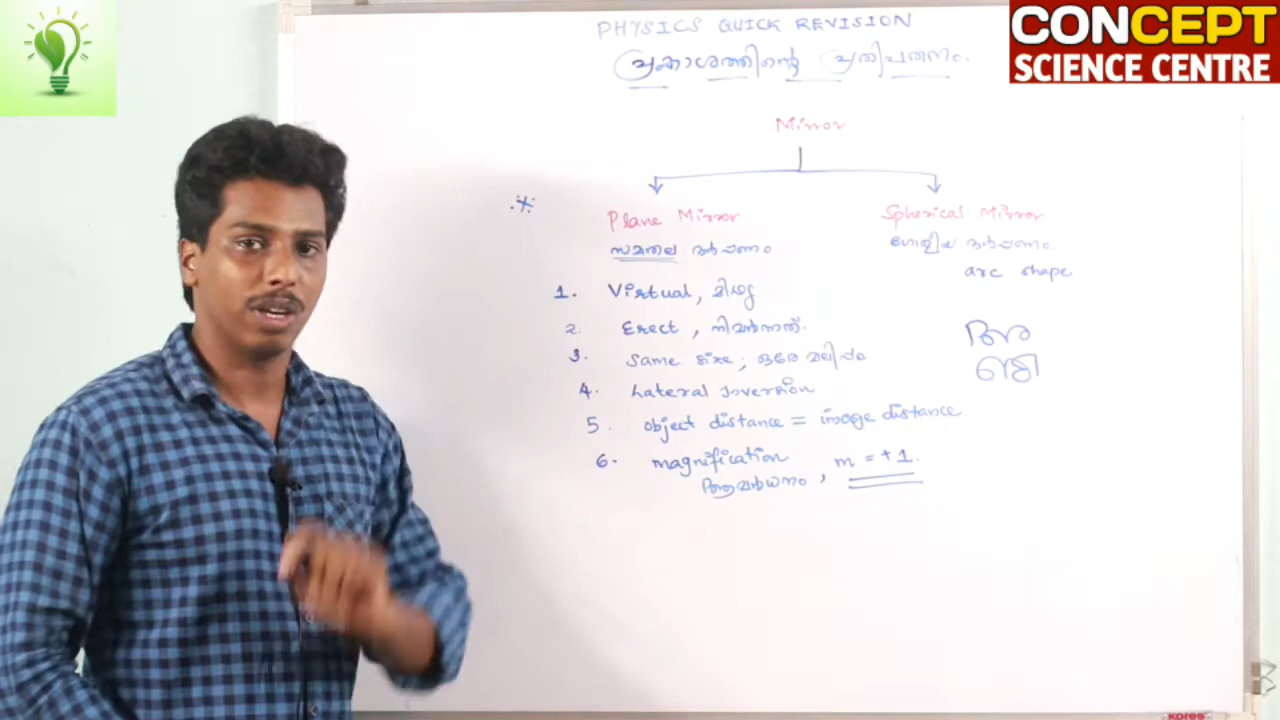 PHYSICS QUICK REVISION
പ്രകാശത്തിന്റെ പ്രതിപതനം.
CONCEPT
SCIENCE CENTRE
Mirror
Plane Mirror
സമതല ദർപ്പണം
Spherical Mirror
ഗോളീയ ദർപ്പണം
arc shape
1. Virtual, മിഥ്യ
2. Erect, നിവർന്നത്.
3. Same size; ഒരേ വലിപ്പം
4. Lateral Inversion
5. object distance = image distance
6. magnification
ആവർധനം, m = +1.
അ
kores